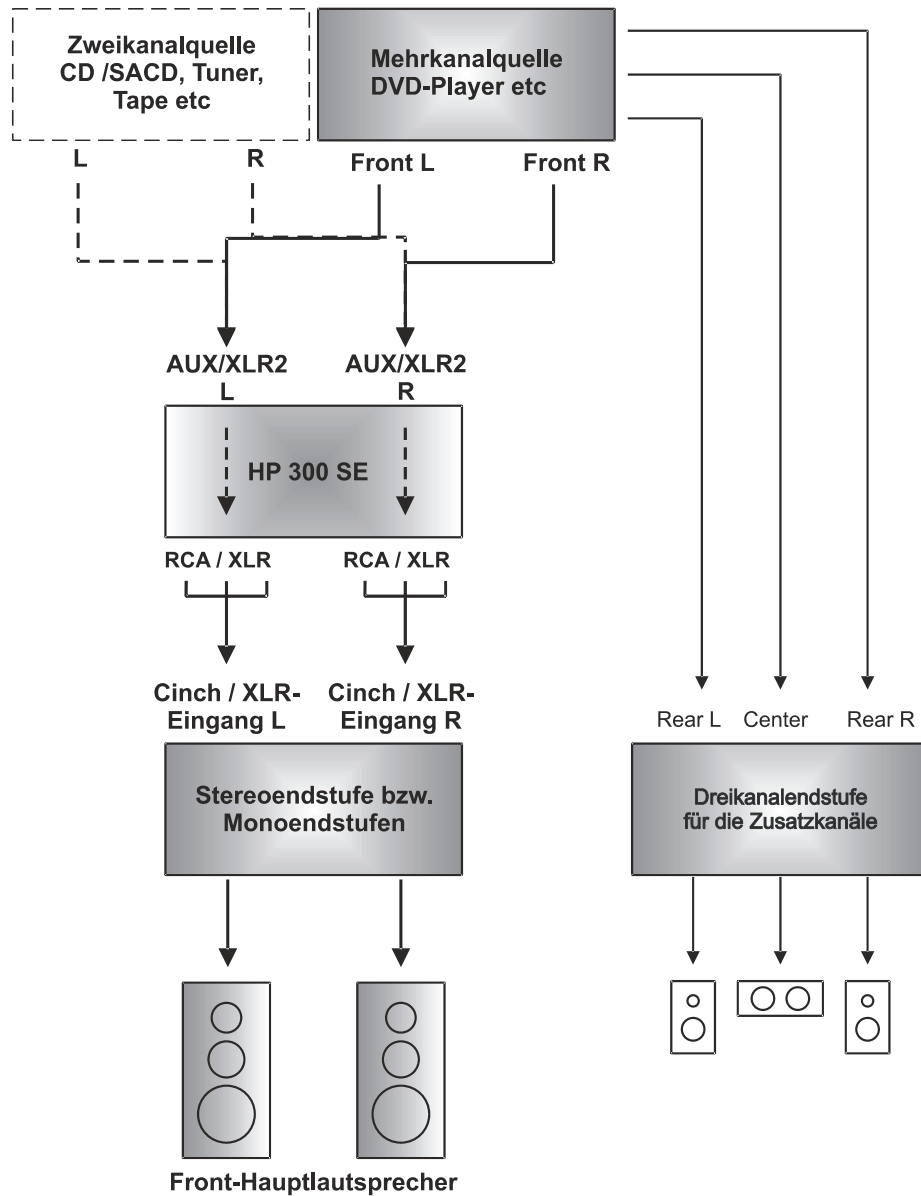 Zweikanalquelle
CD /SACD, Tuner,
Tape etc
Mehrkanalquelle
DVD-Player etc
L
R
Front L
Front R
AUX/XLR2
L
AUX/XLR2
R
HP 300 SE
RCA / XLR
RCA / XLR
Cinch / XLR-
Eingang L
Cinch / XLR-
Eingang R
Rear L
Center
Rear R
Stereoendstufe bzw.
Monoendstufen
Dreikanalendstufe
für die Zusatzkanäle
Front-Hauptlautsprecher